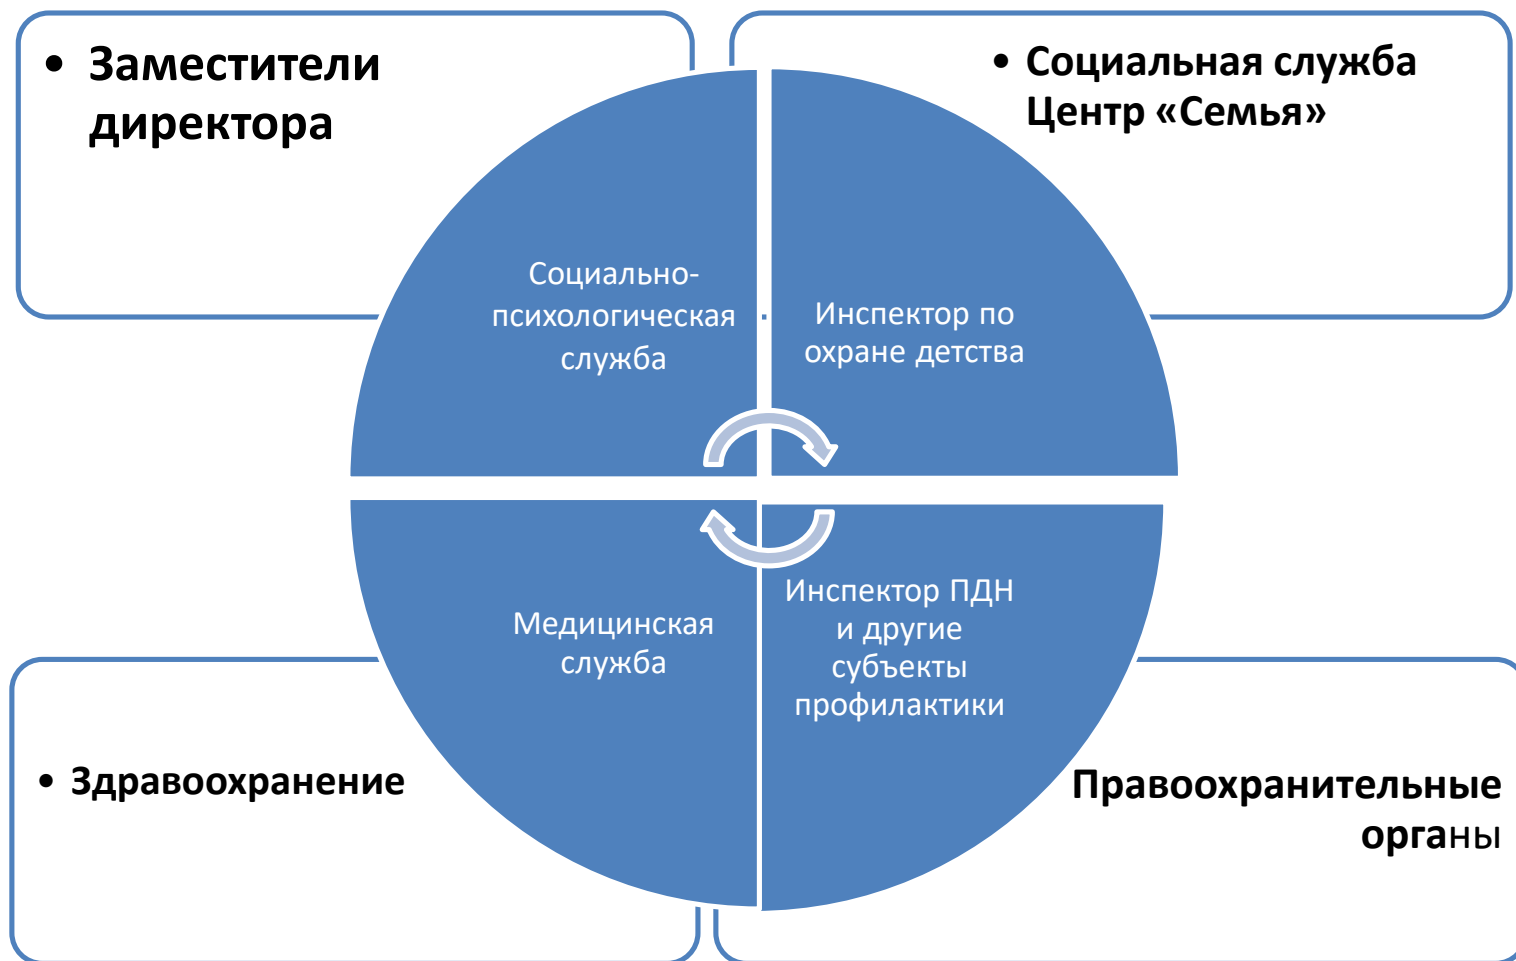 • Заместители
директора
• Социальная служба
Центр «Семья»
Социально-
психологическая
служба
Инспектор по
охране детства
Медицинская
служба
Инспектор ПДН
и другие
субъекты
профилактики
• Здравоохранение
Правоохранительные
органы